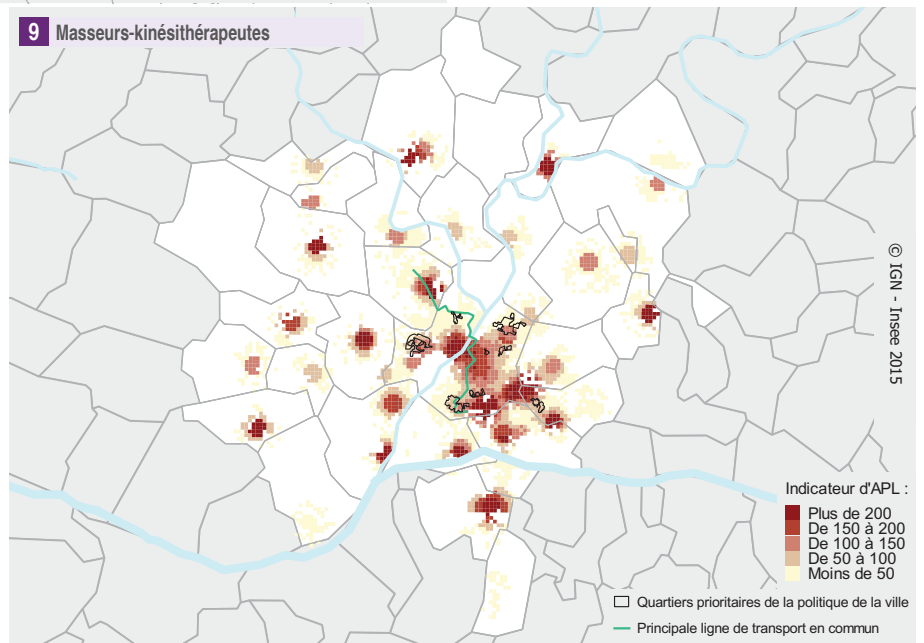 9 Masseurs-kinésithérapeutes
© IGN - Insee 2015
Indicateur d'APL :
Plus de 200
De 150 à 200
De 100 à 150
De 50 à 100
Moins de 50
Quartiers prioritaires de la politique de la ville
Principale ligne de transport en commun